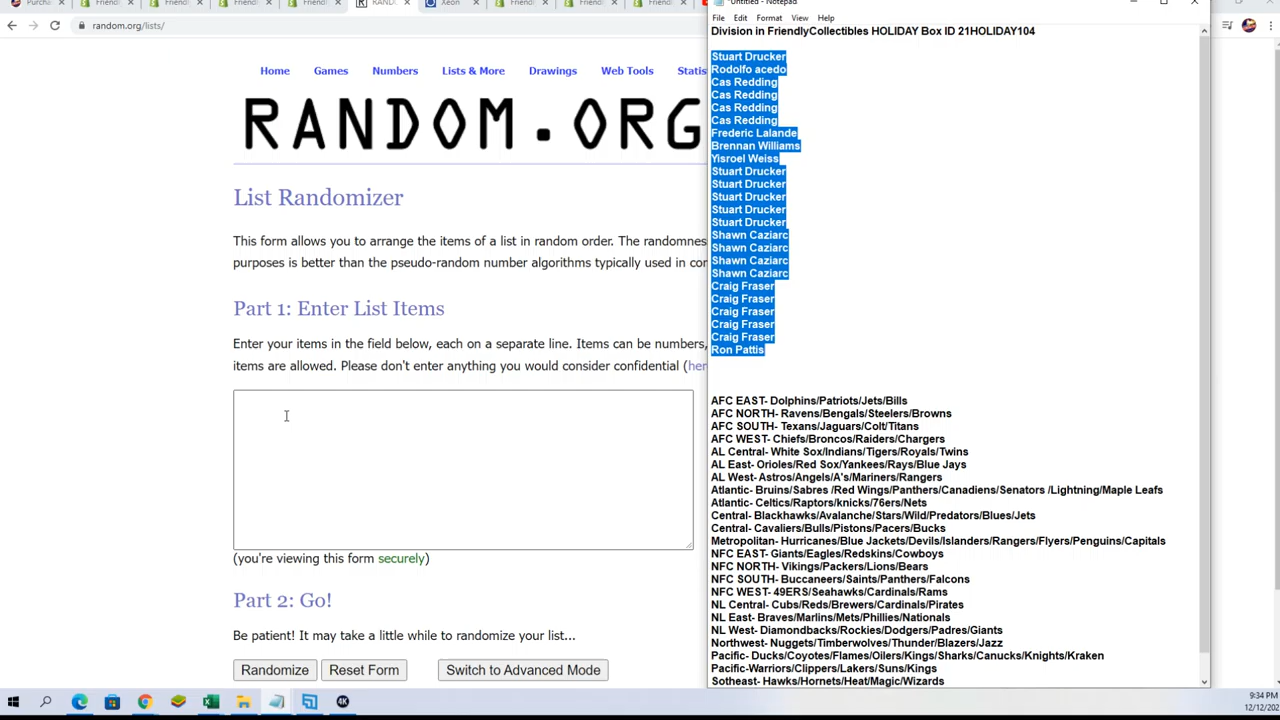 Purcha
Friendl
Friendl
Friendl
Friendl
RAND
Xeon
Friendl
Friendl
Friendl
random.org/lists/
Home Games Numbers Lists & More Drawings Web Tools Statis
RANDOM.ORG
List Randomizer
This form allows you to arrange the items of a list in random order. The randomnes
purposes is better than the pseudo-random number algorithms typically used in con
Part 1: Enter List Items
Enter your items in the field below, each on a separate line. Items can be numbers,
items are allowed. Please don't enter anything you would consider confidential (her
(you're viewing this form securely)
Part 2: Go!
Be patient! It may take a little while to randomize your list...
Randomize Reset Form Switch to Advanced Mode
*Untitled - Notepad
File Edit Format View Help
Division in FriendlyCollectibles HOLIDAY Box ID 21HOLIDAY104
Stuart Drucker
Rodolfo acedo
Cas Redding
Cas Redding
Cas Redding
Cas Redding
Frederic Lalande
Brennan Williams
Yisroel Weiss
Stuart Drucker
Stuart Drucker
Stuart Drucker
Stuart Drucker
Stuart Drucker
Shawn Caziarc
Shawn Caziarc
Shawn Caziarc
Shawn Caziarc
Craig Fraser
Craig Fraser
Craig Fraser
Craig Fraser
Craig Fraser
Ron Pattis
AFC EAST- Dolphins/Patriots/Jets/Bills
AFC NORTH- Ravens/Bengals/Steelers/Browns
AFC SOUTH- Texans/Jaguars/Colt/Titans
AFC WEST- Chiefs/Broncos/Raiders/Chargers
AL Central- White Sox/Indians/Tigers/Royals/Twins
AL East- Orioles/Red Sox/Yankees/Rays/Blue Jays
AL West- Astros/Angels/A's/Mariners/Rangers
Atlantic- Bruins/Sabres /Red Wings/Panthers/Canadiens/Senators /Lightning/Maple Leafs
Atlantic- Celtics/Raptors/knicks/76ers/Nets
Central- Blackhawks/Avalanche/Stars/Wild/Predators/Blues/Jets
Central- Cavaliers/Bulls/Pistons/Pacers/Bucks
Metropolitan- Hurricanes/Blue Jackets/Devils/Islanders/Rangers/Flyers/Penguins/Capitals
NFC EAST- Giants/Eagles/Redskins/Cowboys
NFC NORTH- Vikings/Packers/Lions/Bears
NFC SOUTH- Buccaneers/Saints/Panthers/Falcons
NFC WEST- 49ERS/Seahawks/Cardinals/Rams
NL Central- Cubs/Reds/Brewers/Cardinals/Pirates
NL East- Braves/Marlins/Mets/Phillies/Nationals
NL West- Diamondbacks/Rockies/Dodgers/Padres/Giants
Northwest- Nuggets/Timberwolves/Thunder/Blazers/Jazz
Pacific- Ducks/Coyotes/Flames/Oilers/Kings/Sharks/Canucks/Knights/Kraken
Pacific-Warriors/Clippers/Lakers/Suns/Kings
Sotheast- Hawks/Hornets/Heat/Magic/Wizards
4K
9:34 PM
12/12/202